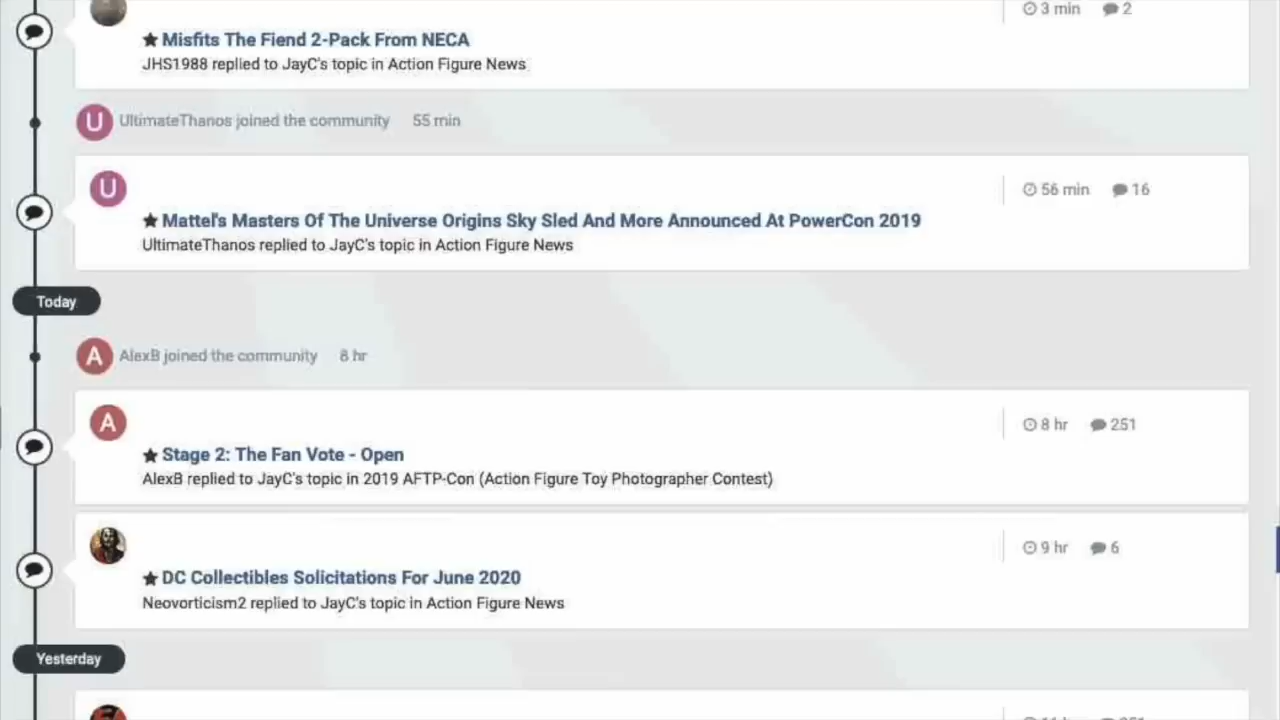 3 min 2
Misfits The Fiend 2-Pack From NECA
JHS1988 replied to JayC's topic in Action Figure News
U UltimateThanos joined the community 55 min
U
56 min 16
Mattel's Masters Of The Universe Origins Sky Sled And More Announced At PowerCon 2019
UltimateThanos replied to JayC's topic in Action Figure News
Today
A AlexB joined the community 8 hr
A
8 hr 251
Stage 2: The Fan Vote - Open
AlexB replied to JayC's topic in 2019 AFTP-Con (Action Figure Toy Photographer Contest)
9 hr 6
DC Collectibles Solicitations For June 2020
Neovorticism2 replied to JayC's topic in Action Figure News
Yesterday